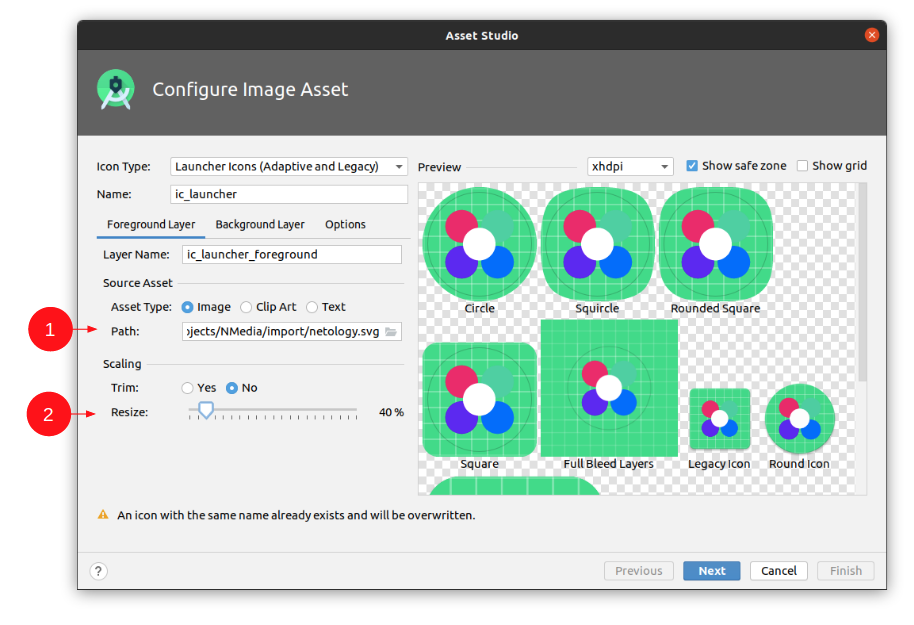 Asset Studio
Configure Image Asset
Icon Type: Launcher Icons (Adaptive and Legacy)
Name: ic_launcher
Foreground Layer Background Layer Options
Layer Name: ic_launcher_foreground
Source Asset
Asset Type: Image Clip Art Text
1
Path: ojects/NMedia/import/netology.svg
Scaling
Trim: Yes No
2
Resize: 40 %
Preview xhdpi Show safe zone Show grid
Circle Squircle Rounded Square
Square Full Bleed Layers Legacy Icon Round Icon
An icon with the same name already exists and will be overwritten.
? Previous Next Cancel Finish